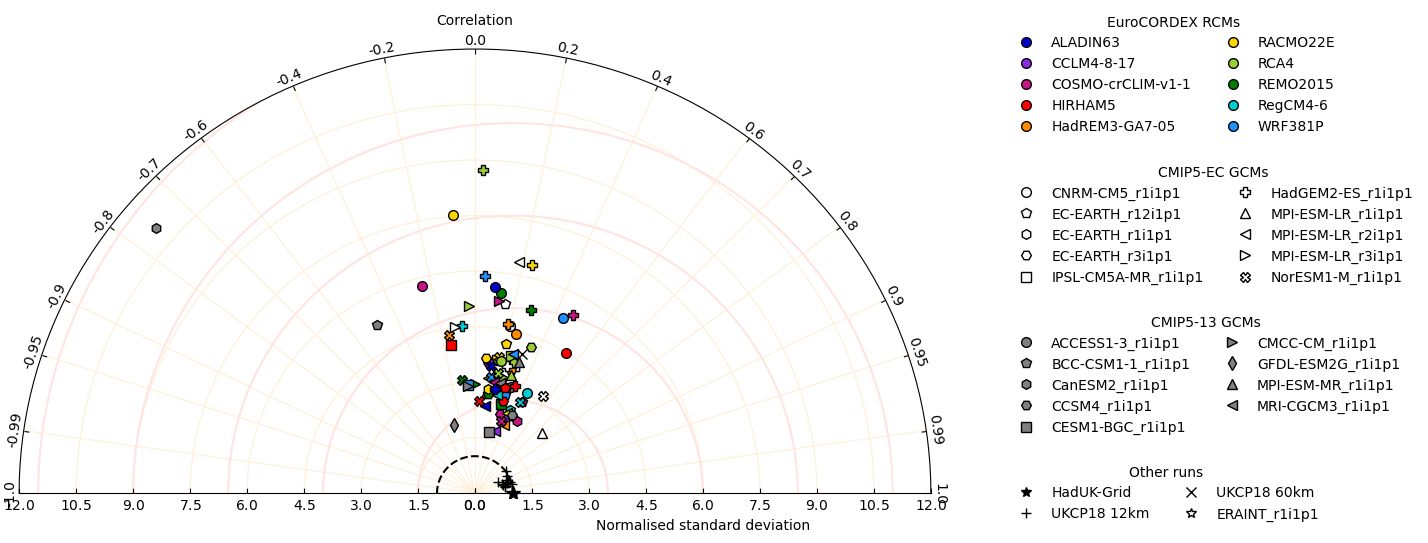 Correlation
-0.2 0.0 0.2
-0.4 0.4
-0.6 0.6
-0.7 0.7
-0.8 0.8
-0.9 0.9
-0.95 0.95
-0.99 0.99
-1.0 1.0
12.0 10.5 9.0 7.5 6.0 4.5 3.0 1.5 0.0 1.5 3.0 4.5 6.0 7.5 9.0 10.5 12.0
Normalised standard deviation
EuroCORDEX RCMs
ALADIN63 RACMO22E
CCLM4-8-17 RCA4
COSMO-crCLIM-v1-1 REMO2015
HIRHAM5 RegCM4-6
HadREM3-GA7-05 WRF381P
CMIP5-EC GCMs
CNRM-CM5_r1i1p1 HadGEM2-ES_r1i1p1
EC-EARTH_r12i1p1 MPI-ESM-LR_r1i1p1
EC-EARTH_r1i1p1 MPI-ESM-LR_r2i1p1
EC-EARTH_r3i1p1 MPI-ESM-LR_r3i1p1
IPSL-CM5A-MR_r1i1p1 NorESM1-M_r1i1p1
CMIP5-13 GCMs
ACCESS1-3_r1i1p1 CMCC-CM_r1i1p1
BCC-CSM1-1_r1i1p1 GFDL-ESM2G_r1i1p1
CanESM2_r1i1p1 MPI-ESM-MR_r1i1p1
CCSM4_r1i1p1 MRI-CGCM3_r1i1p1
CESM1-BGC_r1i1p1
Other runs
HadUK-Grid UKCP18 60km
UKCP18 12km ERAINT_r1i1p1